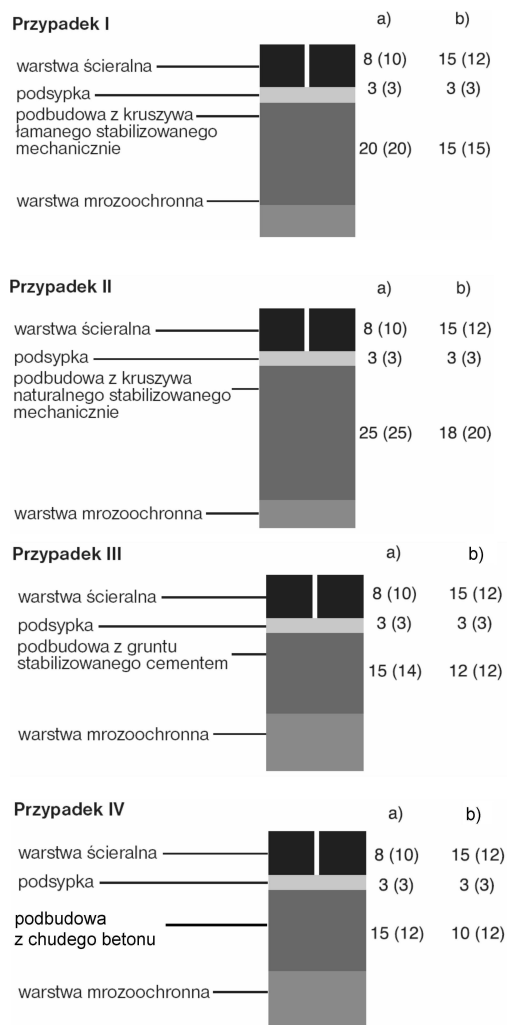 Przypadek I a) b)
warstwa ścieralna 8 (10) 15 (12)
podsypka 3 (3) 3 (3)
podbudowa z kruszywa
łamanego stabilizowanego
mechanicznie 20 (20) 15 (15)
warstwa mrozoochronna
Przypadek II a) b)
warstwa ścieralna 8 (10) 15 (12)
podsypka 3 (3) 3 (3)
podbudowa z kruszywa
naturalnego stabilizowanego
mechanicznie
25 (25) 18 (20)
warstwa mrozoochronna
Przypadek III a) b)
warstwa ścieralna 8 (10) 15 (12)
podsypka 3 (3) 3 (3)
podbudowa z gruntu
stabilizowanego cementem 15 (14) 12 (12)
warstwa mrozoochronna
Przypadek IV a) b)
warstwa ścieralna 8 (10) 15 (12)
podsypka 3 (3) 3 (3)
podbudowa
z chudego betonu 15 (12) 10 (12)
warstwa mrozoochronna